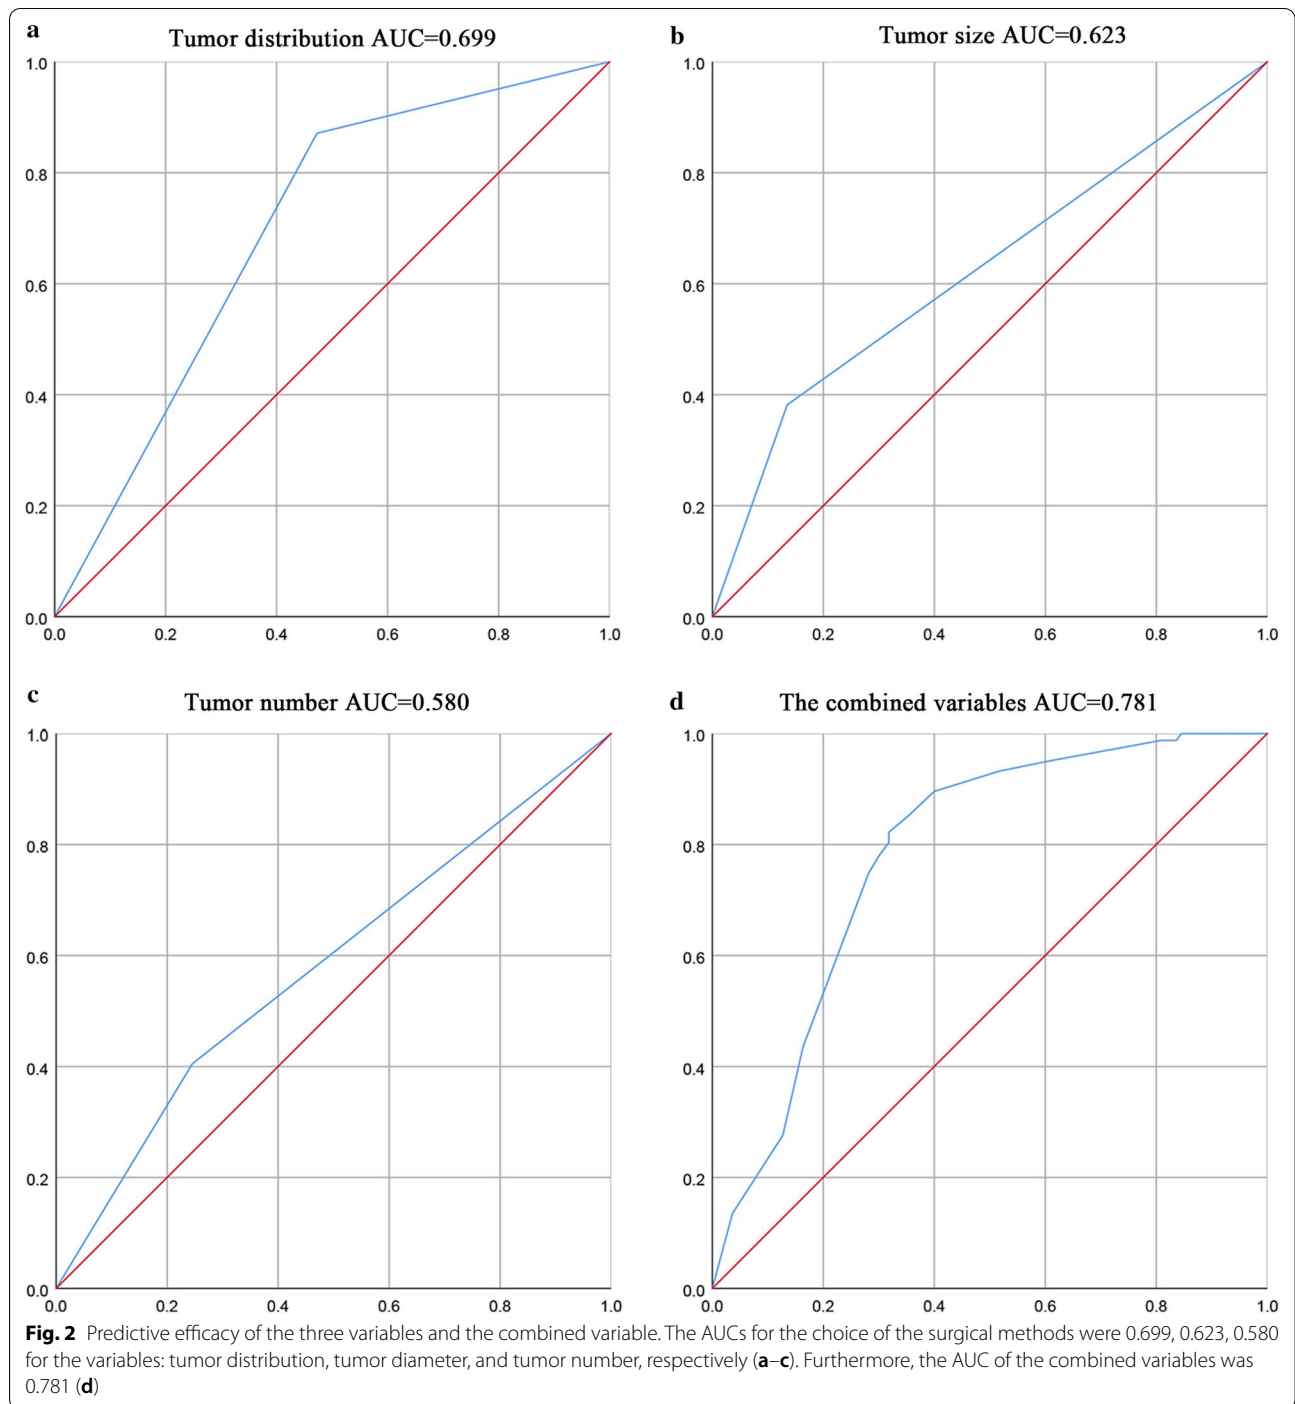 a
Tumor distribution AUC=0.699
1.0
0.8
0.6
0.4
0.2
0.0
0.0 0.2 0.4 0.6 0.8 1.0
b
Tumor size AUC=0.623
1.0
0.8
0.6
0.4
0.2
0.0
0.0 0.2 0.4 0.6 0.8 1.0
c
Tumor number AUC=0.580
1.0
0.8
0.6
0.4
0.2
0.0
0.0 0.2 0.4 0.6 0.8 1.0
d
The combined variables AUC=0.781
1.0
0.8
0.6
0.4
0.2
0.0
0.0 0.2 0.4 0.6 0.8 1.0
Fig. 2 Predictive efficacy of the three variables and the combined variable. The AUCs for the choice of the surgical methods were 0.699, 0.623, 0.580
for the variables: tumor distribution, tumor diameter, and tumor number, respectively (a–c). Furthermore, the AUC of the combined variables was
0.781 (d)